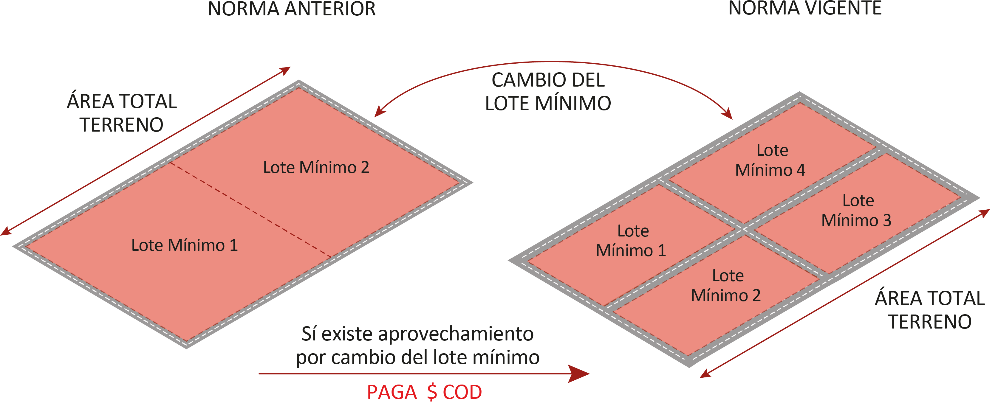 NORMA ANTERIOR
NORMA VIGENTE
ÁREA TOTAL
TERRENO
CAMBIO DEL
LOTE MÍNIMO
Lote Mínimo 2
Lote Mínimo 1
Lote
Mínimo 4
Lote
Mínimo 3
Lote
Mínimo 1
Lote
Mínimo 2
ÁREA TOTAL
TERRENO
Sí existe aprovechamiento
por cambio del lote mínimo
PAGA $ COD